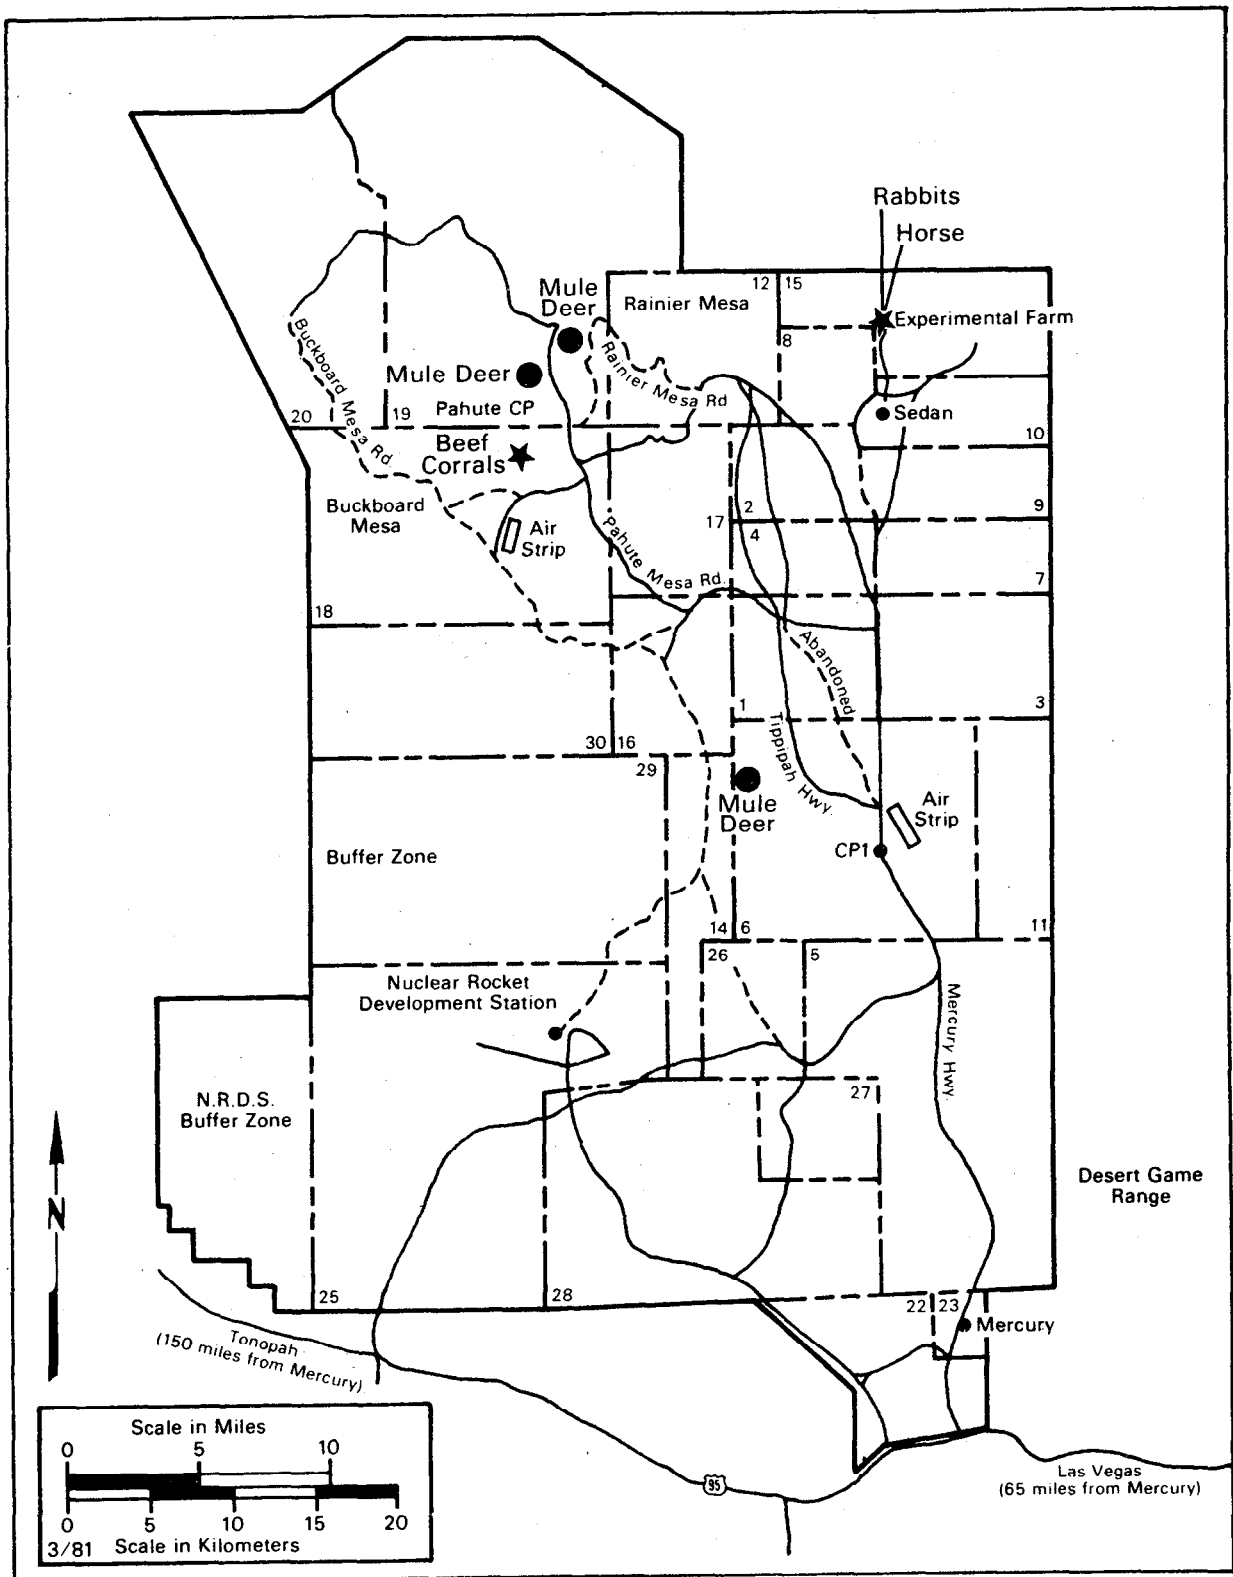 Rabbits
Horse
12
15
Mule
Deer
Rainier Mesa
Experimental Farm
8
Buckboard Mesa Rd.
Rainier Mesa Rd
Mule Deer
20
19
Pahute CP
Sedan
10
Beef
Corrals
Buckboard
Mesa
Air
Strip
17
2
4
9
Pahute Mesa Rd.
7
18
Abandoned
1
3
Tippipah Hwy.
30
16
29
Mule
Deer
Air
Strip
CP1
Buffer Zone
14
6
11
26
5
Nuclear Rocket
Development Station
Mercury Hwy.
N.R.D.S.
Buffer Zone
27
N
Desert Game
Range
25
28
22
23
Mercury
Tonopah
(150 miles from Mercury)
95
Las Vegas
(65 miles from Mercury)
Scale in Miles
0
5
10
0
5
10
15
20
3/81
Scale in Kilometers